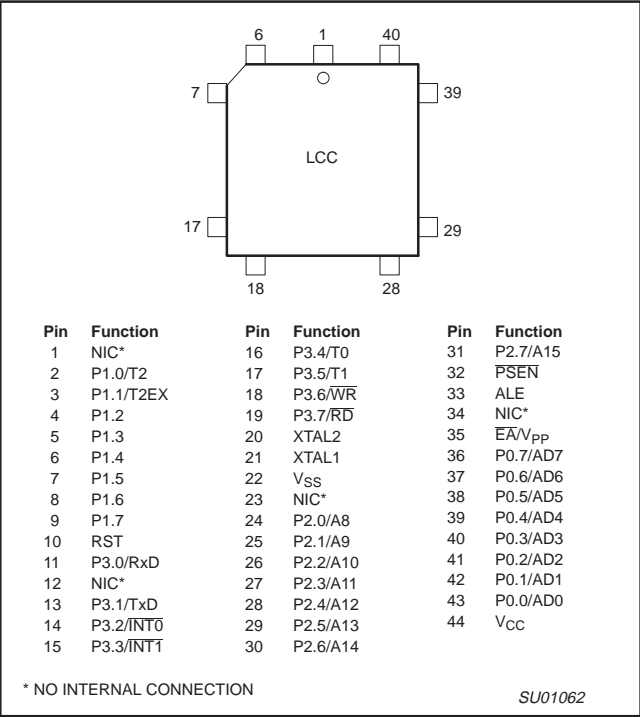 6 1 40
7 39
LCC
17 29
18 28
Pin Function Pin Function Pin Function
1 NIC* 16 P3.4/T0 31 P2.7/A15
2 P1.0/T2 17 P3.5/T1 32 P̅S̅E̅N̅
3 P1.1/T2EX 18 P3.6/W̅R̅ 33 ALE
4 P1.2 19 P3.7/R̅D̅ 34 NIC*
5 P1.3 20 XTAL2 35 E̅A̅/VPP
6 P1.4 21 XTAL1 36 P0.7/AD7
7 P1.5 22 VSS 37 P0.6/AD6
8 P1.6 23 NIC* 38 P0.5/AD5
9 P1.7 24 P2.0/A8 39 P0.4/AD4
10 RST 25 P2.1/A9 40 P0.3/AD3
11 P3.0/RxD 26 P2.2/A10 41 P0.2/AD2
12 NIC* 27 P2.3/A11 42 P0.1/AD1
13 P3.1/TxD 28 P2.4/A12 43 P0.0/AD0
14 P3.2/I̅N̅T̅0̅ 29 P2.5/A13 44 VCC
15 P3.3/I̅N̅T̅1̅ 30 P2.6/A14
* NO INTERNAL CONNECTION
SU01062